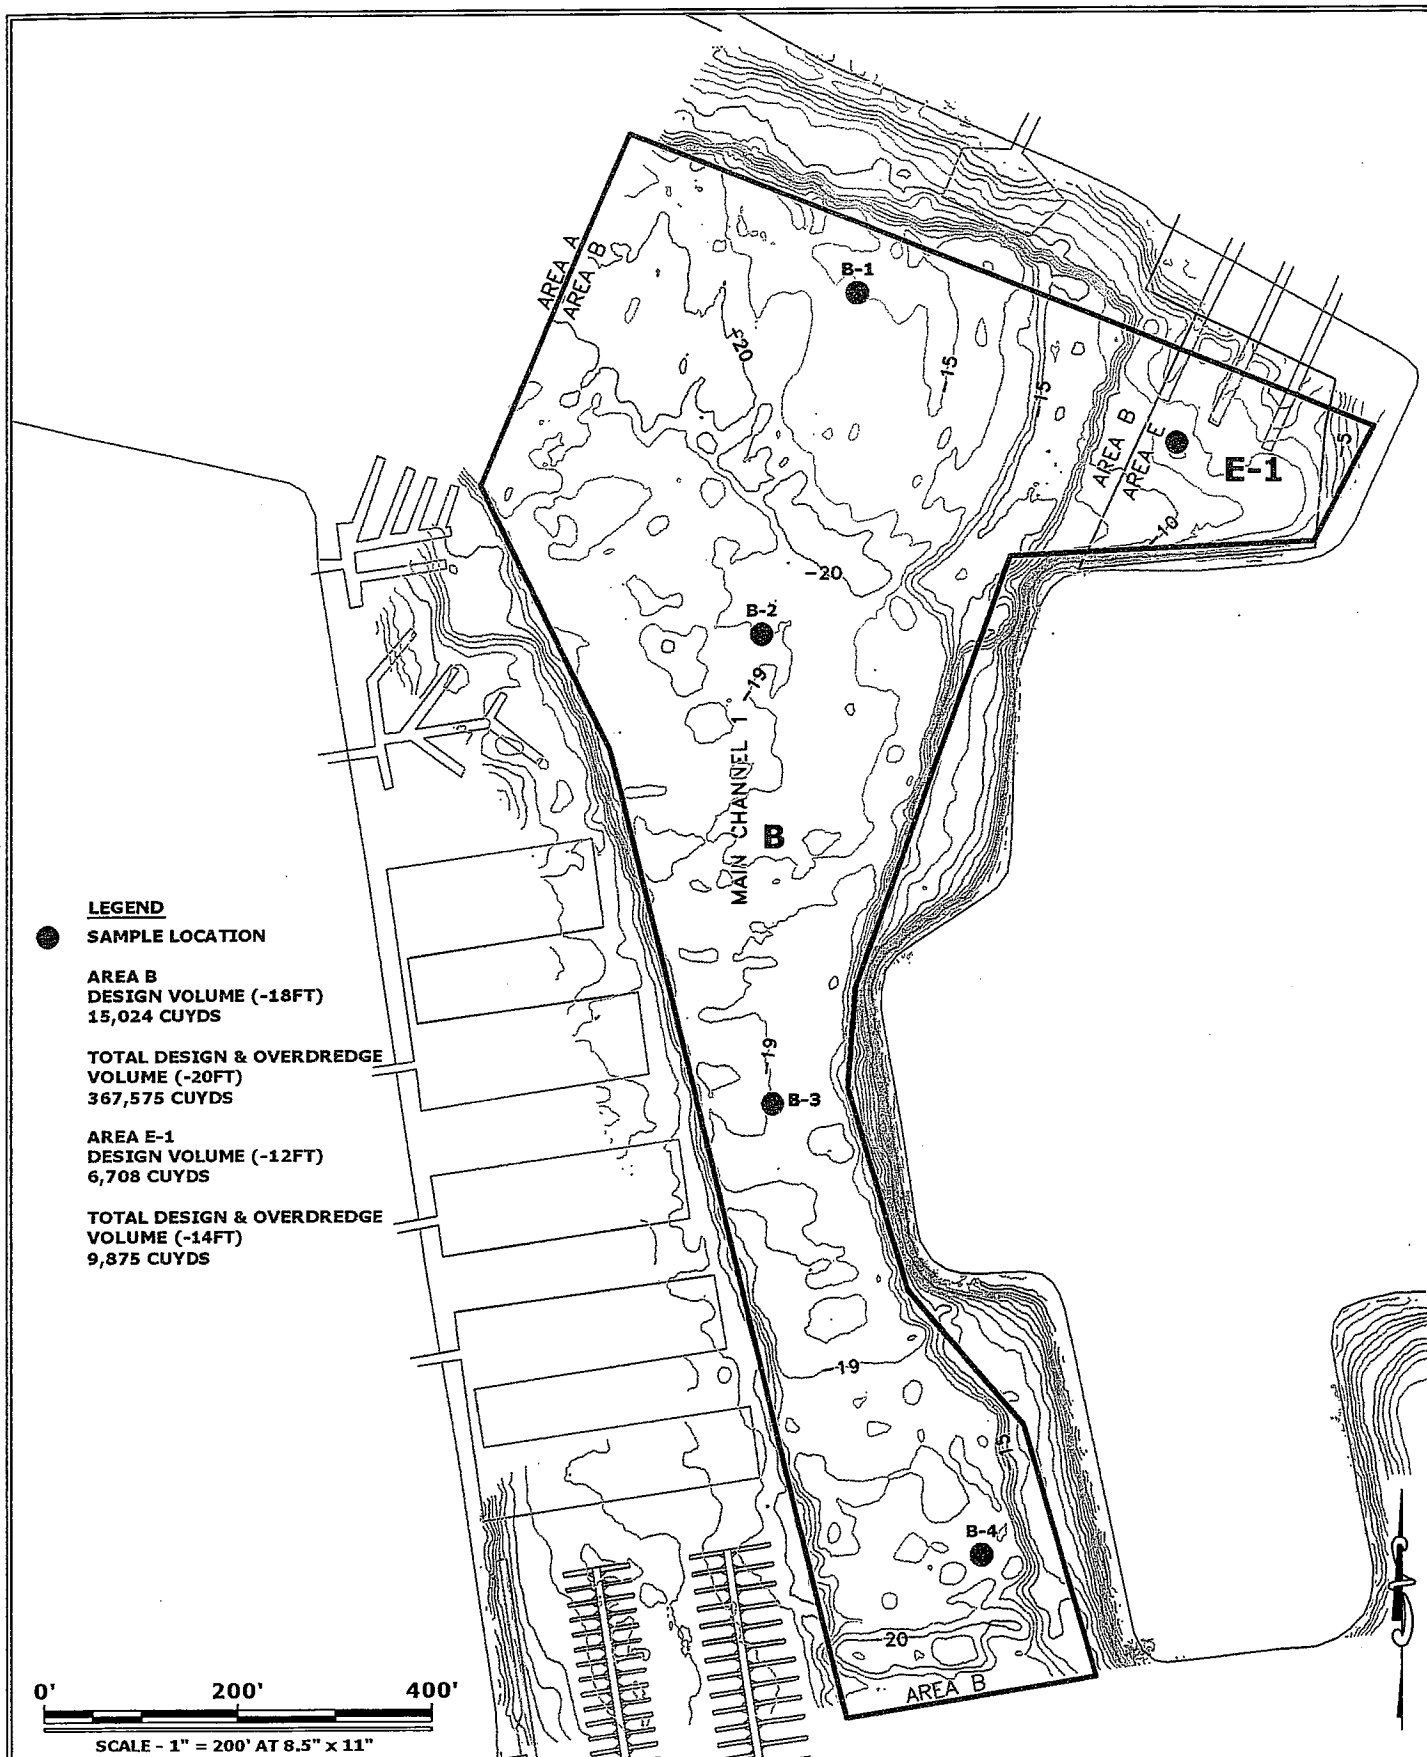 AREA A
AREA B
B-1
-20
-15
-15
AREA B
AREA E
E-1
5
-10
-20
B-2
-19
MAIN CHANNEL 1
B
LEGEND
SAMPLE LOCATION
AREA B
DESIGN VOLUME (-18FT)
15,024 CUYDS
TOTAL DESIGN & OVERDREDGE
VOLUME (-20FT)
367,575 CUYDS
AREA E-1
DESIGN VOLUME (-12FT)
6,708 CUYDS
TOTAL DESIGN & OVERDREDGE
VOLUME (-14FT)
9,875 CUYDS
-19
B-3
-19
15
B-4
20
AREA B
0' 200' 400'
SCALE - 1" = 200' AT 8.5" x 11"